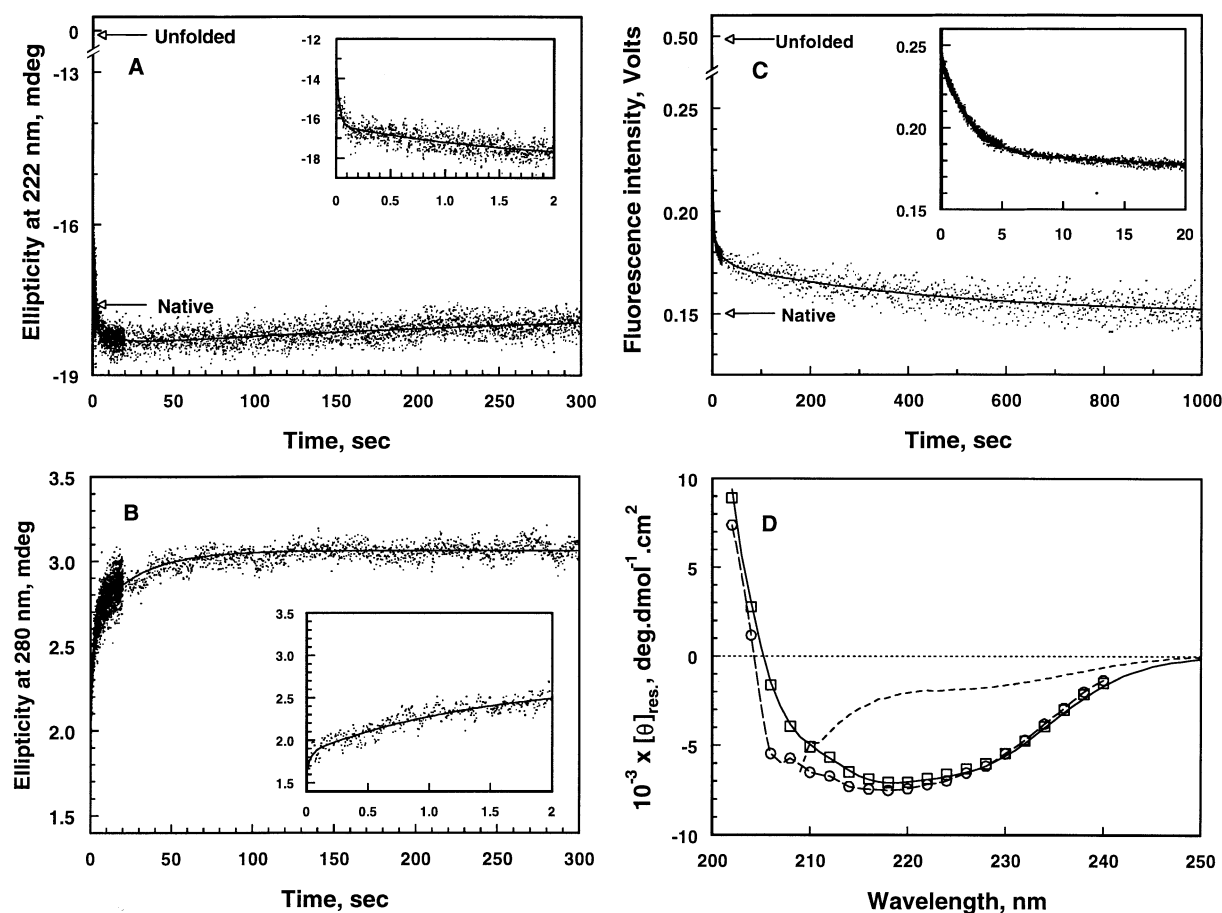 Ellipticity at 222 nm, mdeg
0
-13
-16
-19
Unfolded
A
Native
-12
-14
-16
-18
0 0.5 1.0 1.5 2
0 50 100 150 200 250 300
Time, sec
Fluorescence intensity, Volts
0.50
0.25
0.20
0.15
Unfolded
C
Native
0.25
0.20
0.15
0 5 10 15 20
0 200 400 600 800 1000
Time, sec
Ellipticity at 280 nm, mdeg
3.5
3.0
2.5
2.0
1.5
1.4
B
3.5
3.0
2.5
2.0
1.5
0 0.5 1.0 1.5 2
0 50 100 150 200 250 300
Time, sec
10⁻³ x [θ]res., deg.dmol⁻¹.cm²
10
5
0
-5
-10
D
200 210 220 230 240 250
Wavelength, nm